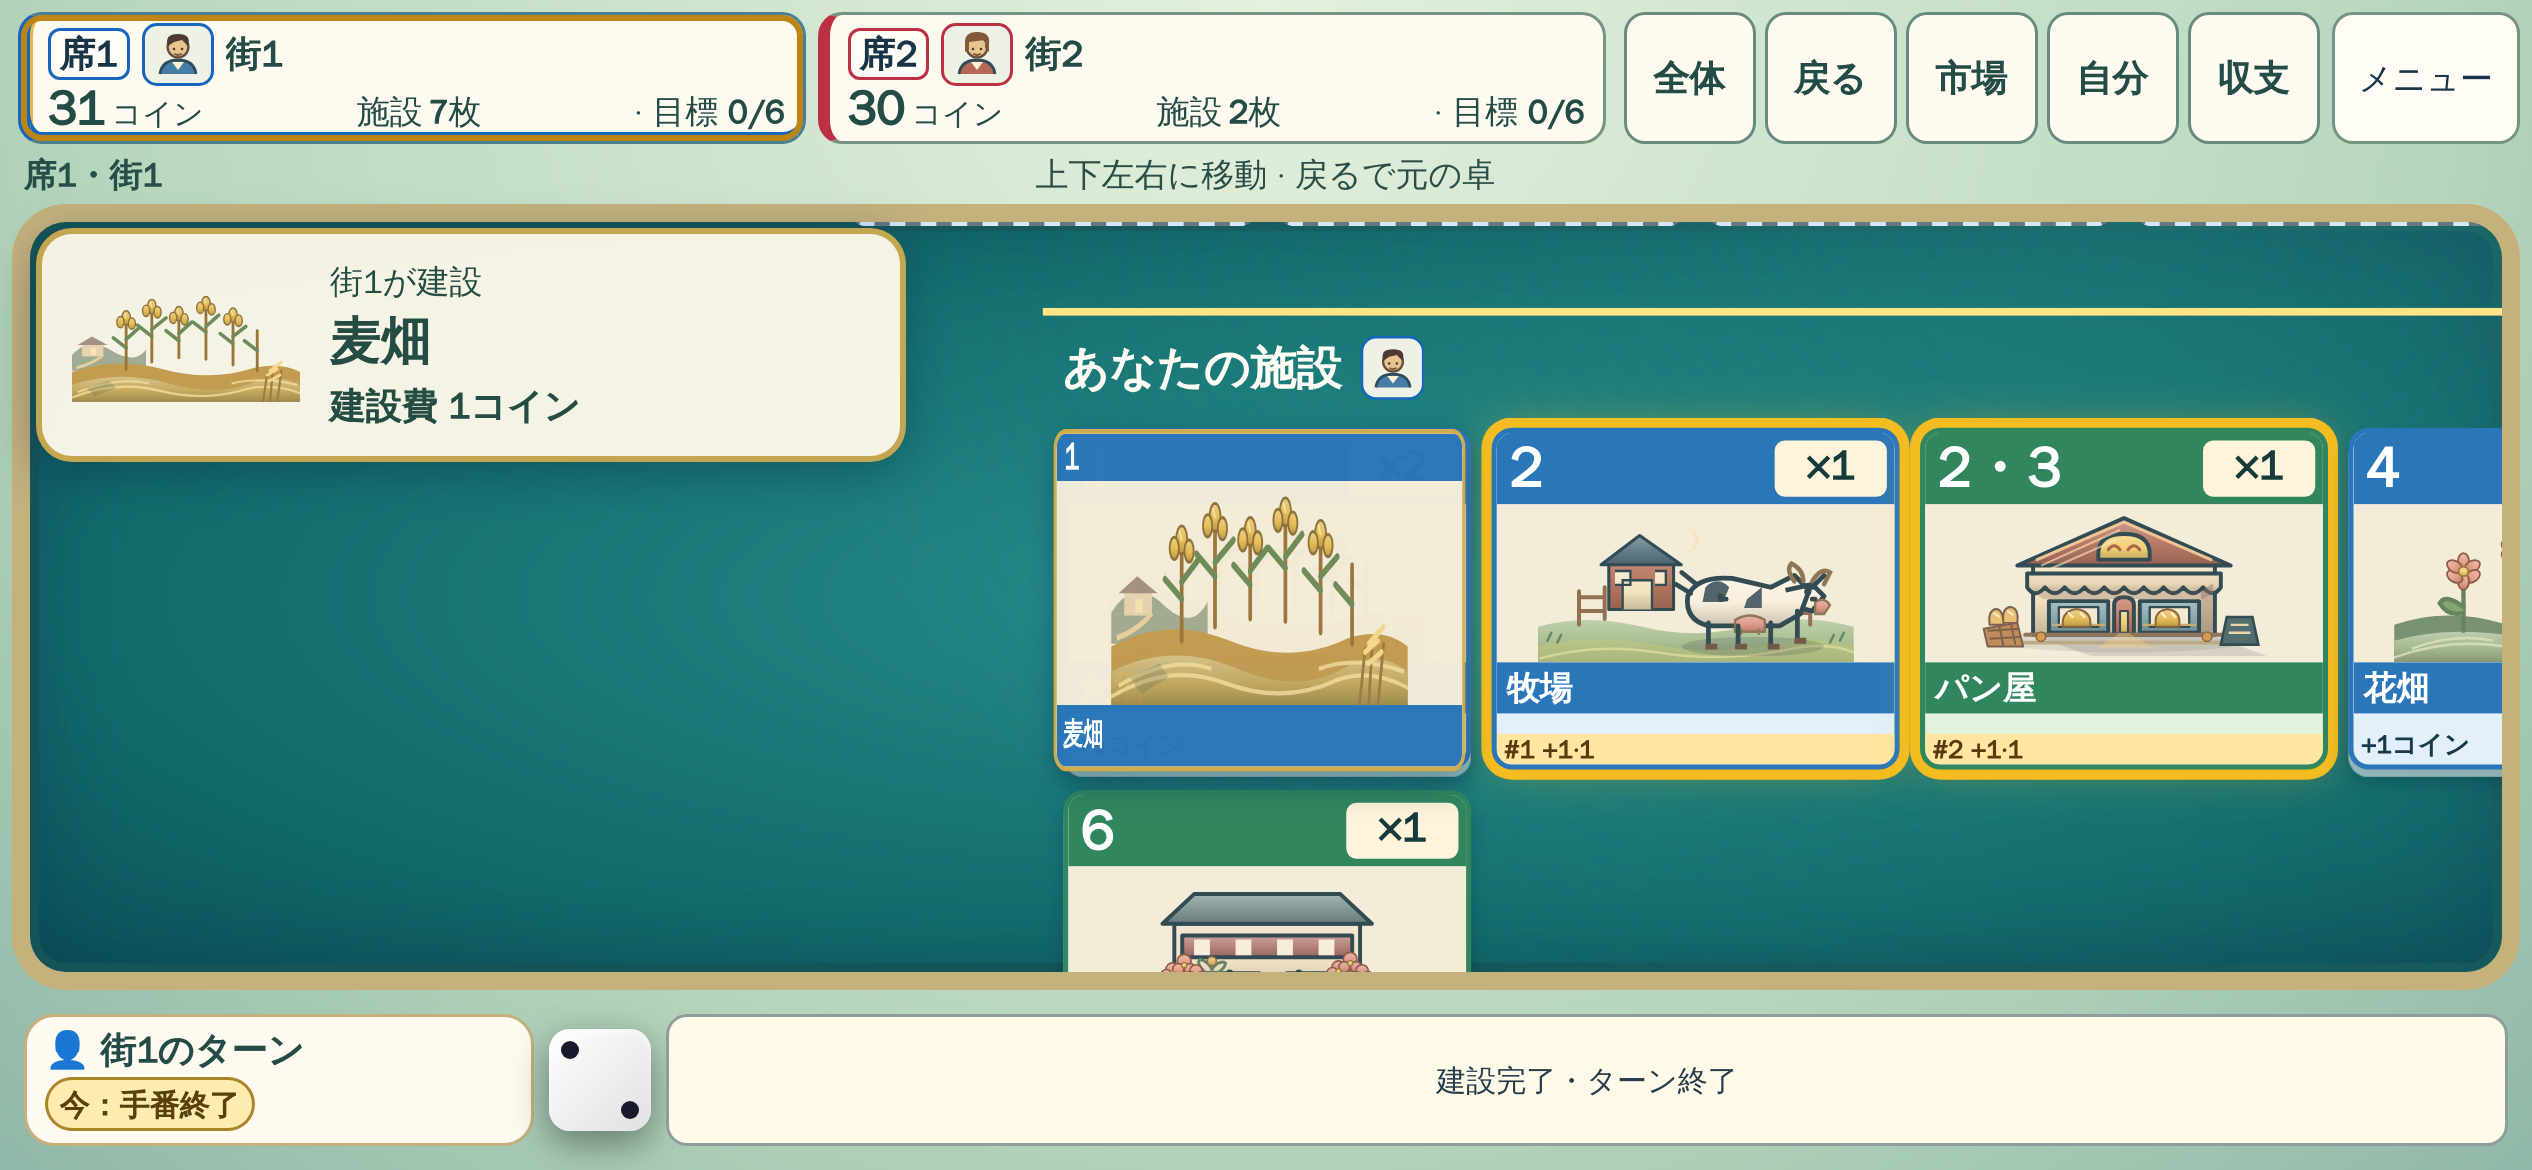 席1 街1
31コイン 施設 7枚 · 目標 0/6
席2 街2
30コイン 施設 2枚 · 目標 0/6
全体
戻る
市場
自分
収支
メニュー
席1・街1
上下左右に移動 · 戻るで元の卓
街1が建設
麦畑
建設費 1コイン
あなたの施設
1
麦畑
2 ×1
牧場
#1 +1·1
2・3 ×1
パン屋
#2 +1·1
4
花畑
+1コイン
6 ×1
街1のターン
今：手番終了
建設完了・ターン終了